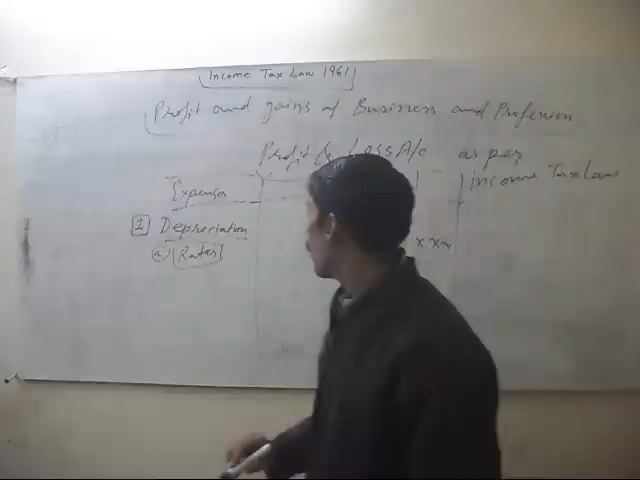 Income Tax Law 1961
Profit and gains of Business and Profession
Profit & Loss A/c as per
Expenses income Tax Law
1 Depreciation
xxx
(a) Rates